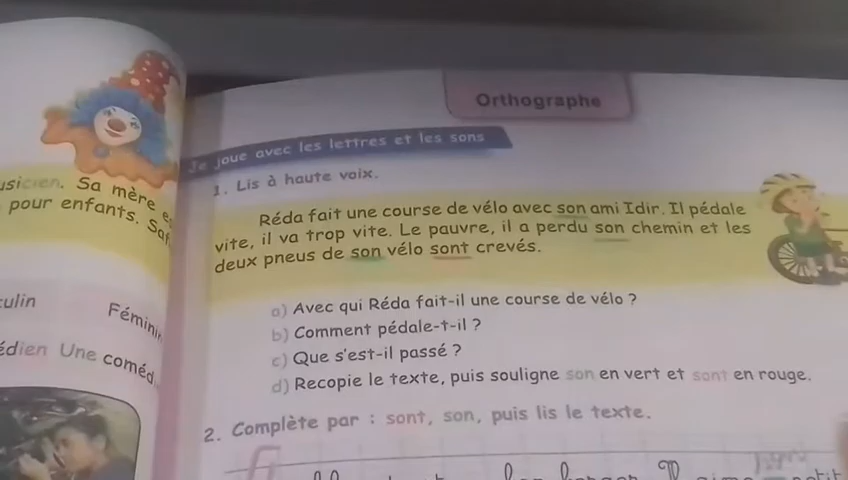 Sa mère
pour enfants.
Féminin
Une
Orthographe
Je joue avec les lettres et les sons
1. Lis à haute voix.
Réda fait une course de vélo avec son ami Idir. Il pédale
vite, il va trop vite. Le pauvre, il a perdu son chemin et les
deux pneus de son vélo sont crevés.
a) Avec qui Réda fait-il une course de vélo ?
b) Comment pédale-t-il ?
c) Que s'est-il passé ?
d) Recopie le texte, puis souligne son en vert et sont en rouge.
2. Complète par : sont, son, puis lis le texte.